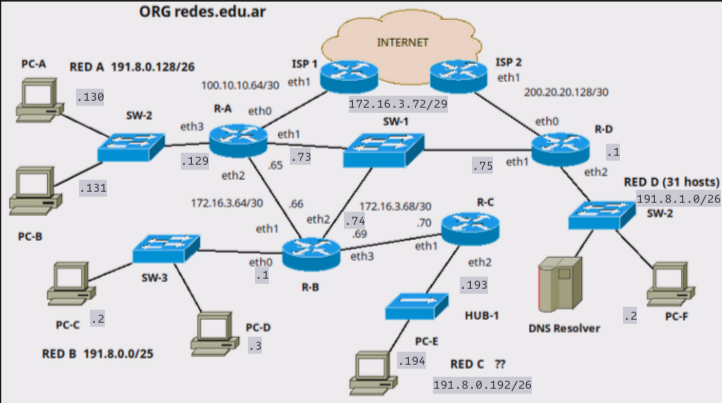 ORG redes.edu.ar
INTERNET
ISP 1
ISP 2
eth1
eth1
PC-A
RED A 191.8.0.128/26
100.10.10.64/30
200.20.20.128/30
.130
172.16.3.72/29
SW-2
R-A
eth0
SW-1
eth0
R-D
eth3
eth1
.129
.73
.75
eth1
.1
.131
eth2
.65
eth2
RED D (31 hosts)
191.8.1.0/26
PC-B
172.16.3.64/30
.66
172.16.3.68/30
R-C
SW-2
eth2
.74
.70
eth1
.69
eth1
SW-3
eth0
eth3
eth2
.1
R-B
.193
PC-C
.2
HUB-1
DNS Resolver
.2
PC-F
PC-D
.3
PC-E
RED B 191.8.0.0/25
.194
RED C ??
191.8.0.192/26